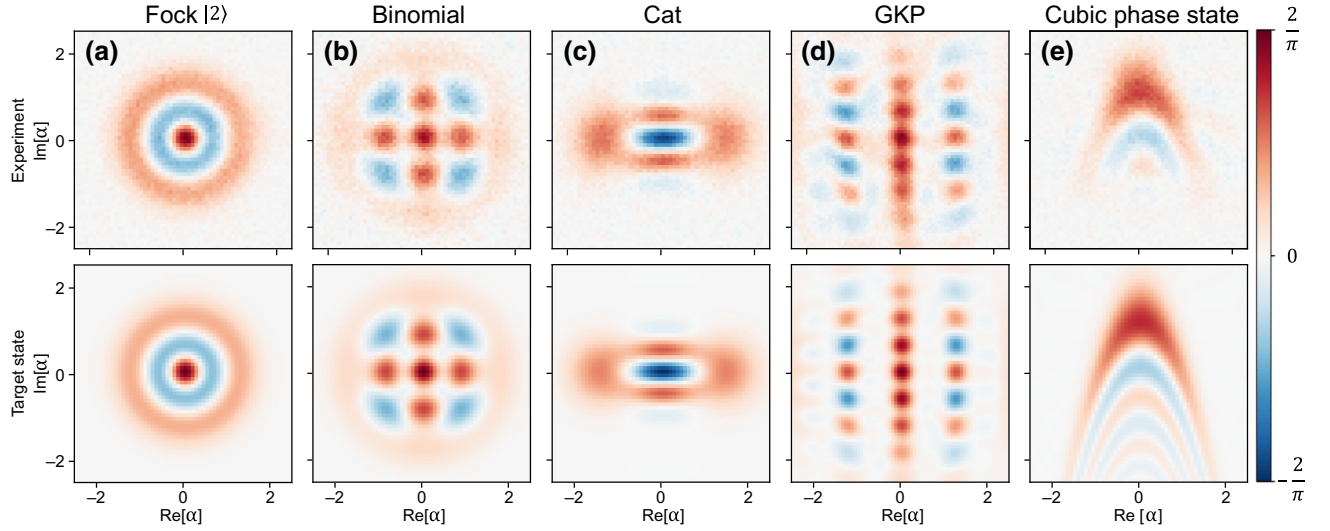 Fock |2⟩ Binomial Cat GKP Cubic phase state
(a) (b) (c) (d) (e)
Experiment
Im[α]
2
0
−2
Target state
Im[α]
2
0
−2
−2 0 2 −2 0 2 −2 0 2 −2 0 2 −2 0 2
Re[α] Re[α] Re[α] Re[α] Re [α]
2
π
0
−2
π